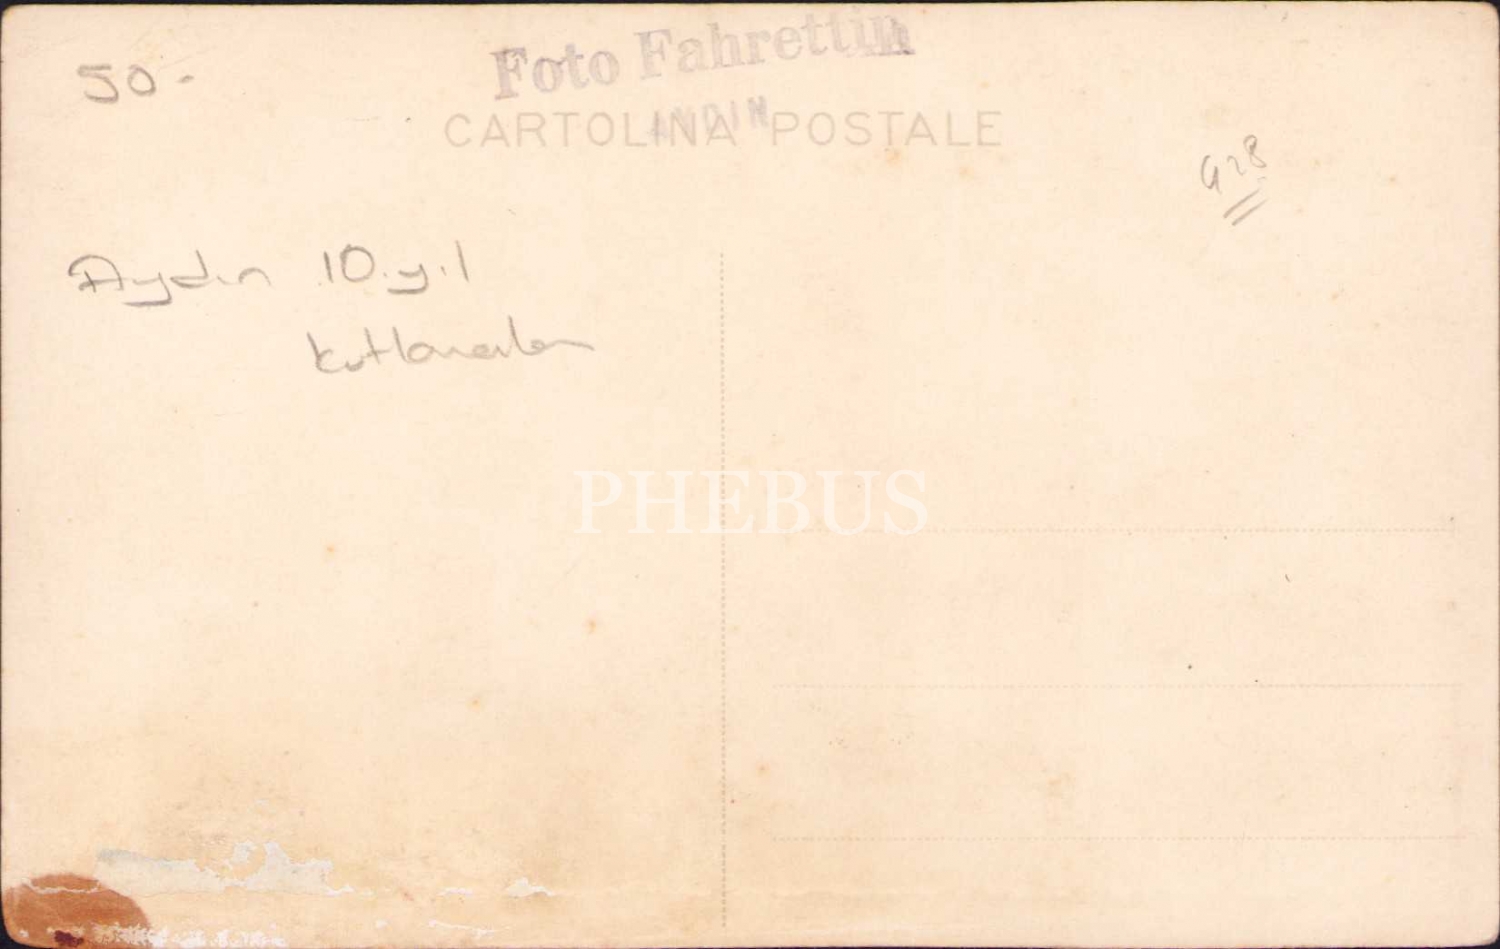 50-
Foto Fahrettin
CARTOLINA POSTALE
928
Aydın 10.yıl
kutlamaları
PHEBUS